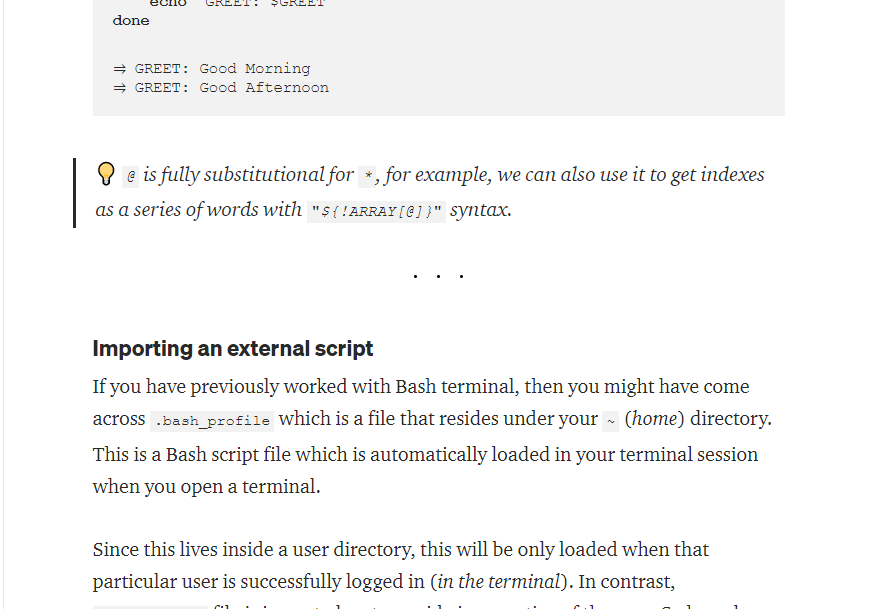 echo "GREET: $GREET"
done
⇒ GREET: Good Morning
⇒ GREET: Good Afternoon
@ is fully substitutional for *, for example, we can also use it to get indexes
as a series of words with "${!ARRAY[@]}" syntax.
. . .
Importing an external script
If you have previously worked with Bash terminal, then you might have come
across .bash_profile which is a file that resides under your ~ (home) directory.
This is a Bash script file which is automatically loaded in your terminal session
when you open a terminal.
Since this lives inside a user directory, this will be only loaded when that
particular user is successfully logged in (in the terminal). In contrast,